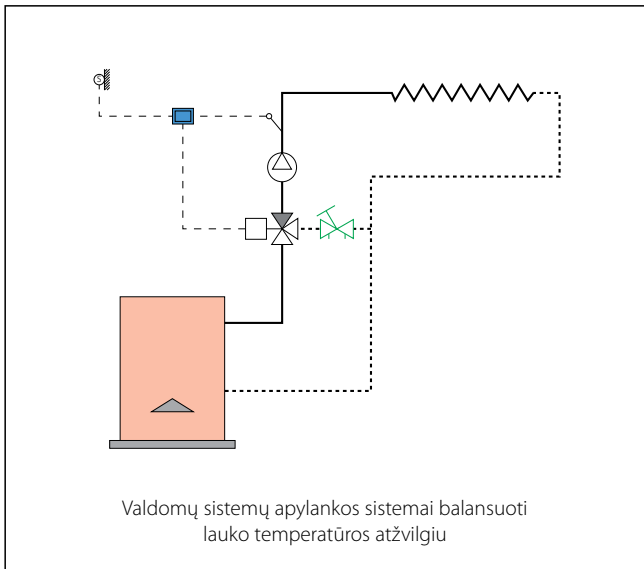 S
Valdomų sistemų apylankos sistemai balansuoti
lauko temperatūros atžvilgiu